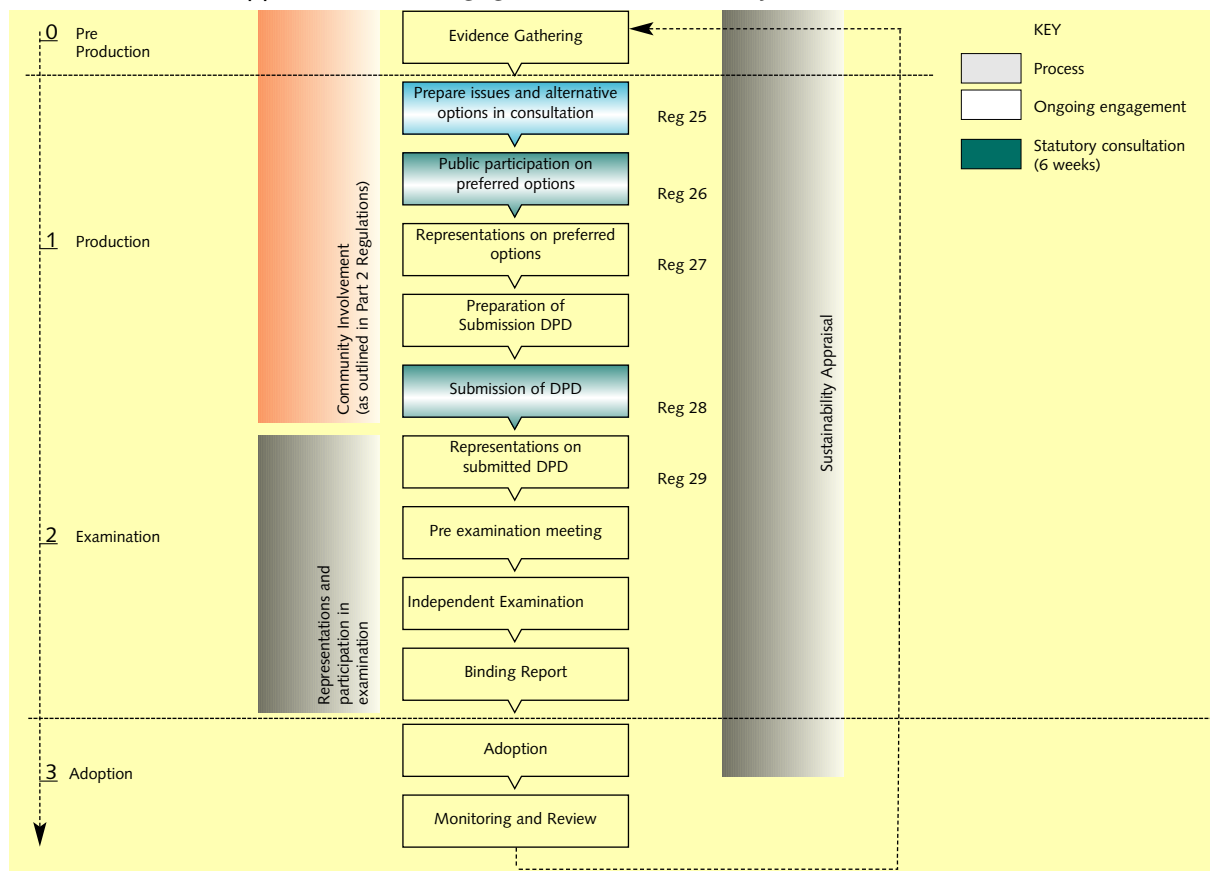 0 Pre
Production
Evidence Gathering
KEY
Process
Ongoing engagement
Statutory consultation
(6 weeks)
Prepare issues and alternative
options in consultation
Reg 25
Public participation on
preferred options
Reg 26
1 Production
Representations on preferred
options
Reg 27
Preparation of
Submission DPD
Submission of DPD
Reg 28
Community Involvement
(as outlined in Part 2 Regulations)
Sustainability Appraisal
Representations on
submitted DPD
Reg 29
2 Examination
Pre examination meeting
Independent Examination
Binding Report
Representations and
participation in
examination
3 Adoption
Adoption
Monitoring and Review